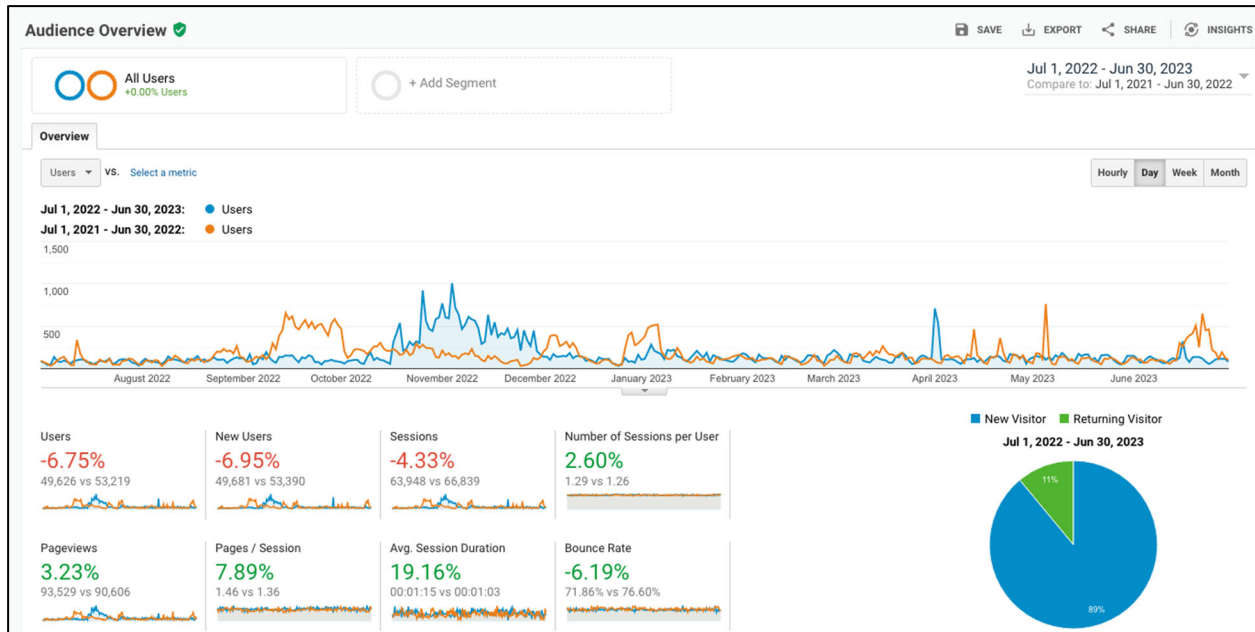 Audience Overview
SAVE EXPORT SHARE INSIGHTS
All Users
+0.00% Users
+ Add Segment
Jul 1, 2022 - Jun 30, 2023
Compare to: Jul 1, 2021 - Jun 30, 2022
Overview
Users VS. Select a metric
Hourly Day Week Month
Jul 1, 2022 - Jun 30, 2023: Users
Jul 1, 2021 - Jun 30, 2022: Users
1,500
1,000
500
August 2022 September 2022 October 2022 November 2022 December 2022 January 2023 February 2023 March 2023 April 2023 May 2023 June 2023
New Visitor Returning Visitor
Jul 1, 2022 - Jun 30, 2023
11%
89%
Users New Users Sessions Number of Sessions per User
-6.75% -6.95% -4.33% 2.60%
49,626 vs 53,219 49,681 vs 53,390 63,948 vs 66,839 1.29 vs 1.26
Pageviews Pages / Session Avg. Session Duration Bounce Rate
3.23% 7.89% 19.16% -6.19%
93,529 vs 90,606 1.46 vs 1.36 00:01:15 vs 00:01:03 71.86% vs 76.60%